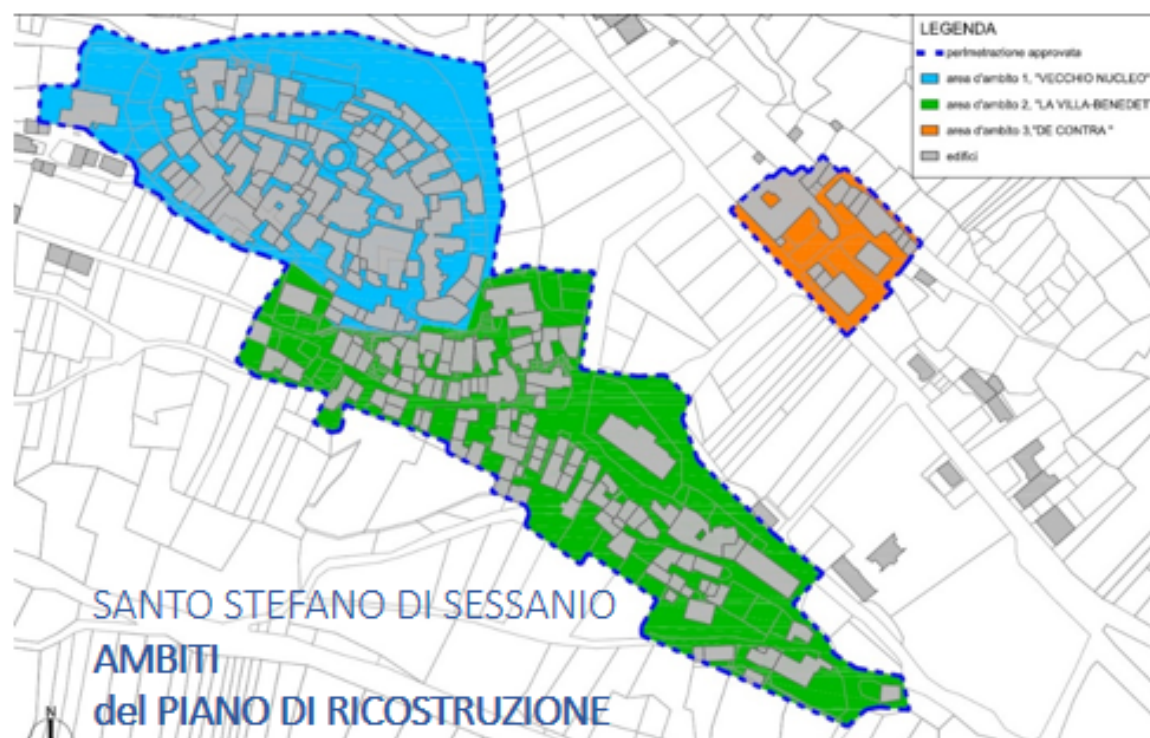 LEGENDA
perimetrazione approvata
area d'ambito 1, "VECCHIO NUCLEO"
area d'ambito 2, "LA VILLA-BENEDET
area d'ambito 3,"DE CONTRA "
edifici
SANTO STEFANO DI SESSANIO
AMBITI
del PIANO DI RICOSTRUZIONE
N